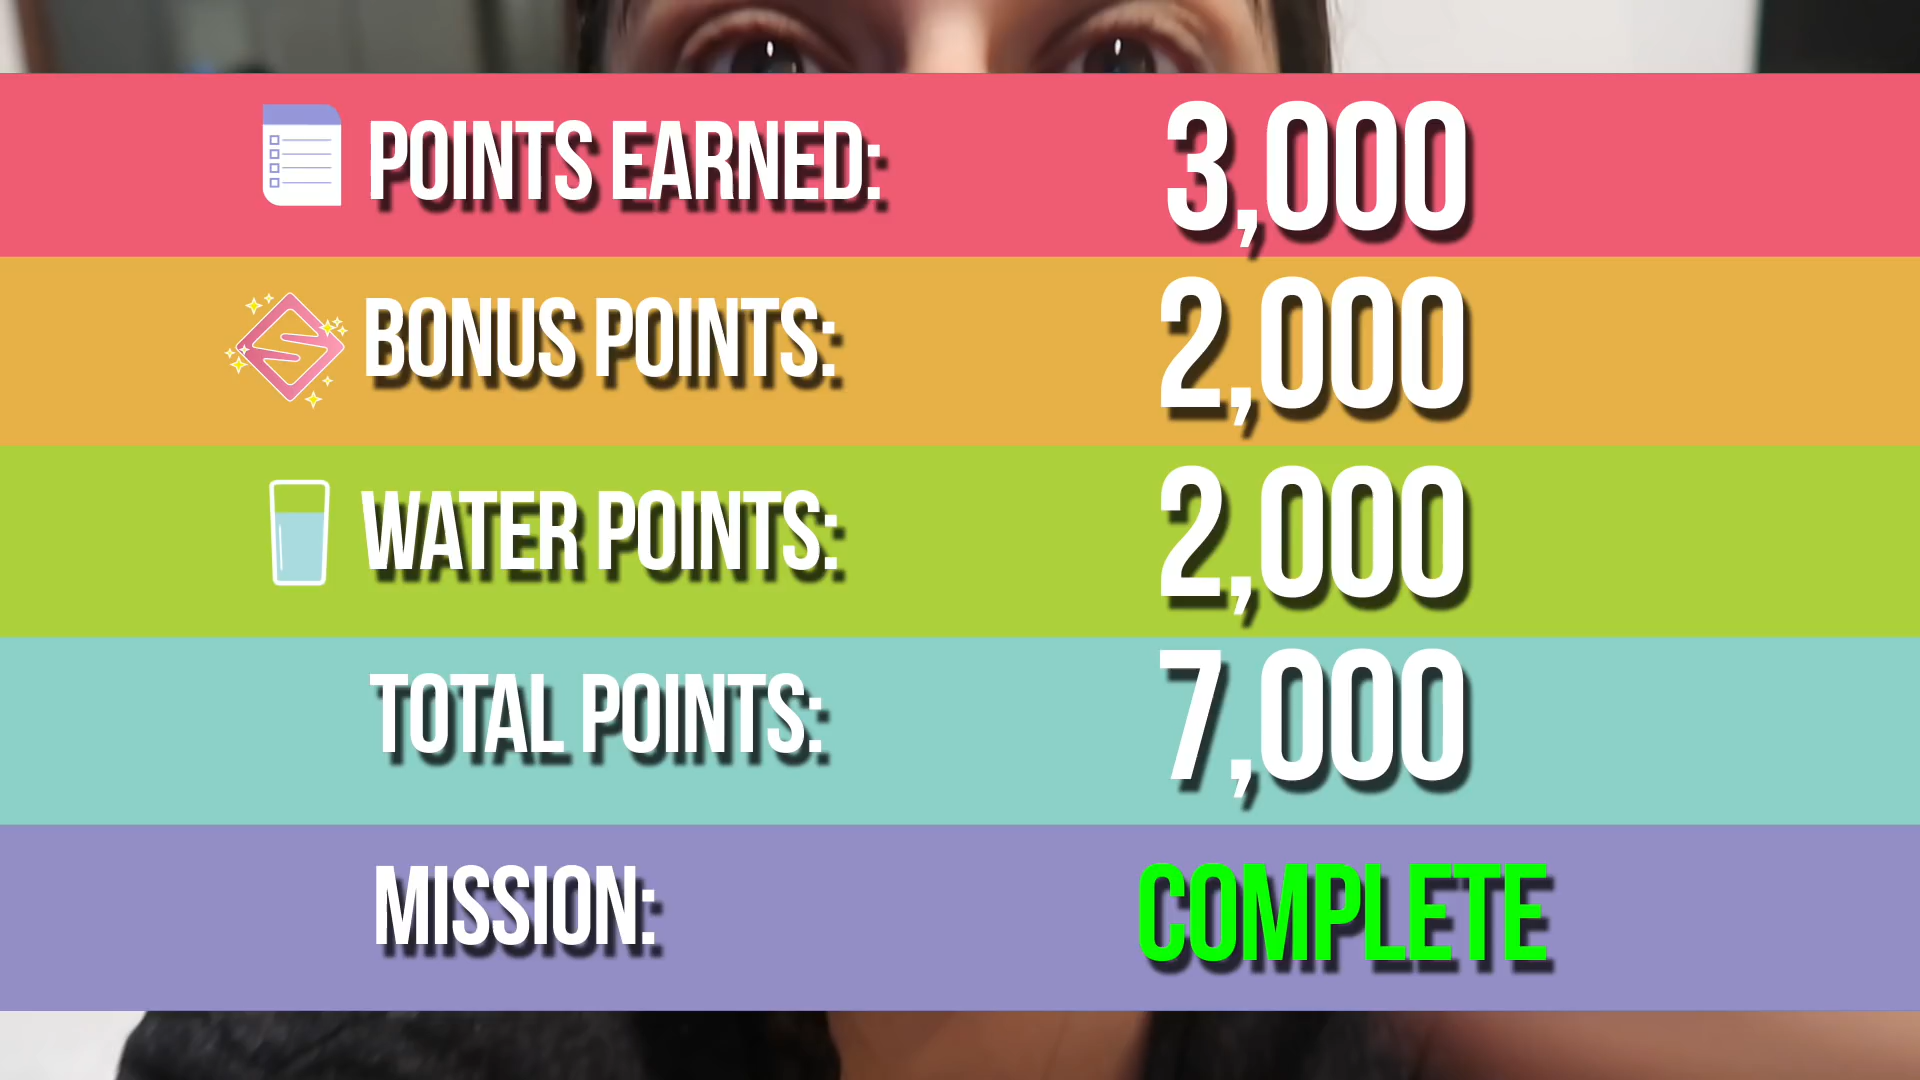 POINTS EARNED: 3,000
BONUS POINTS: 2,000
WATER POINTS: 2,000
TOTAL POINTS: 7,000
MISSION: COMPLETE